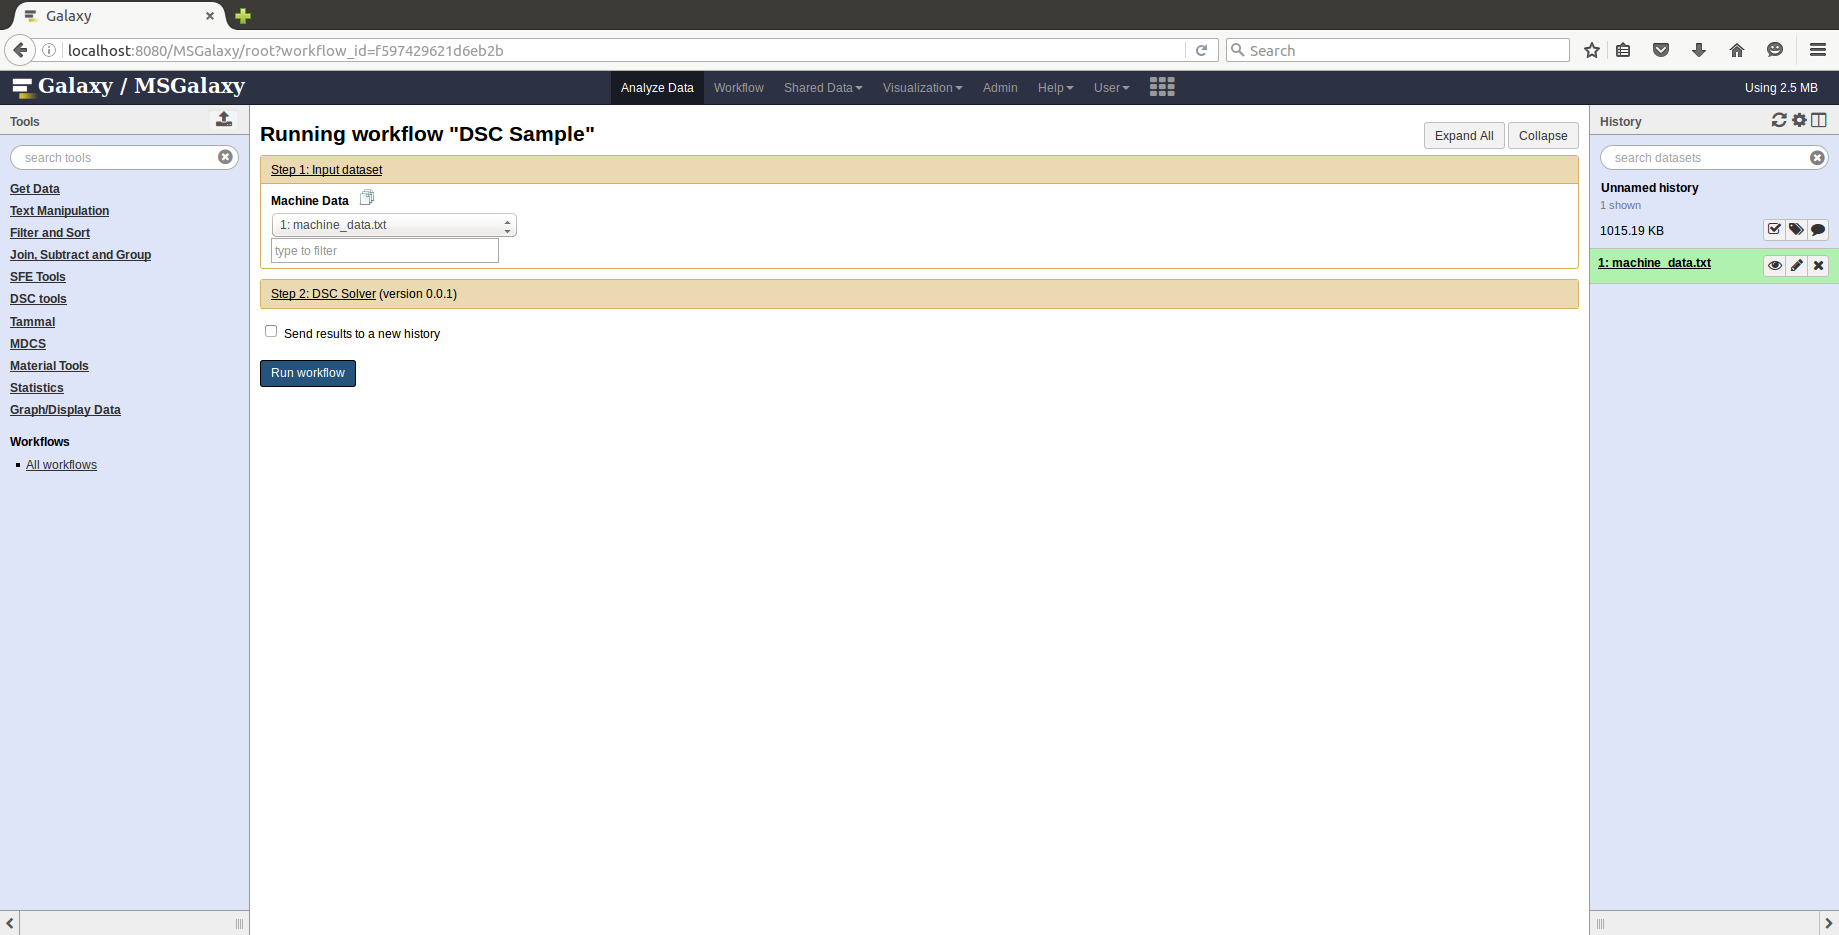 Galaxy
localhost:8080/MSGalaxy/root?workflow_id=f597429621d6eb2b
Search
Galaxy / MSGalaxy
Analyze Data
Workflow
Shared Data
Visualization
Admin
Help
User
Using 2.5 MB
Tools
search tools
Get Data
Text Manipulation
Filter and Sort
Join, Subtract and Group
SFE Tools
DSC tools
Tammal
MDCS
Material Tools
Statistics
Graph/Display Data
Workflows
All workflows
Running workflow "DSC Sample"
Expand All
Collapse
Step 1: Input dataset
Machine Data
1: machine_data.txt
type to filter
Step 2: DSC Solver (version 0.0.1)
Send results to a new history
Run workflow
History
search datasets
Unnamed history
1 shown
1015.19 KB
1: machine_data.txt